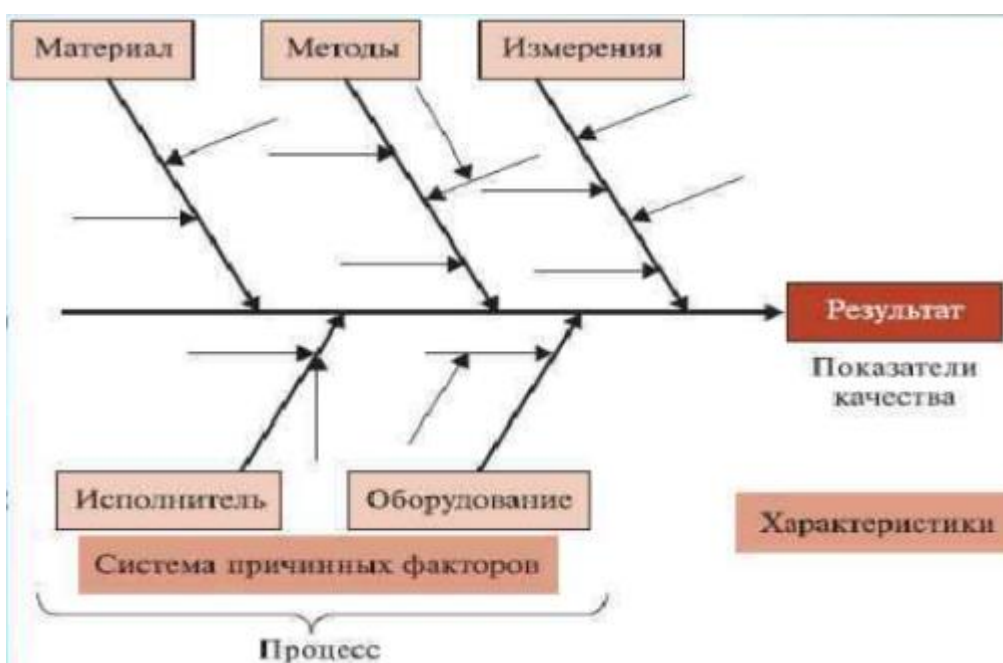 Материал
Методы
Измерения
Результат
Показатели
качества
Исполнитель
Оборудование
Характеристики
Система причинных факторов
Процесс